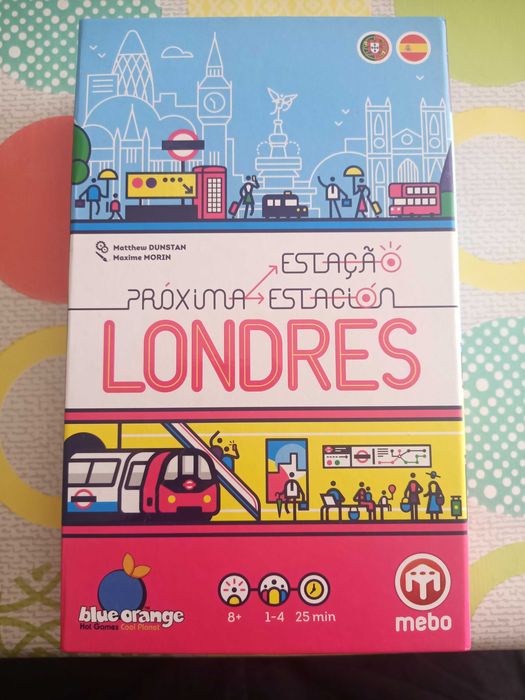 Matthew DUNSTAN
Maxime MORIN
ESTAÇÃO
PRÓXIMA ESTACIÓN
LONDRES
blue orange™
Hot Games Cool Planet
8+
1-4
25 min
mebo